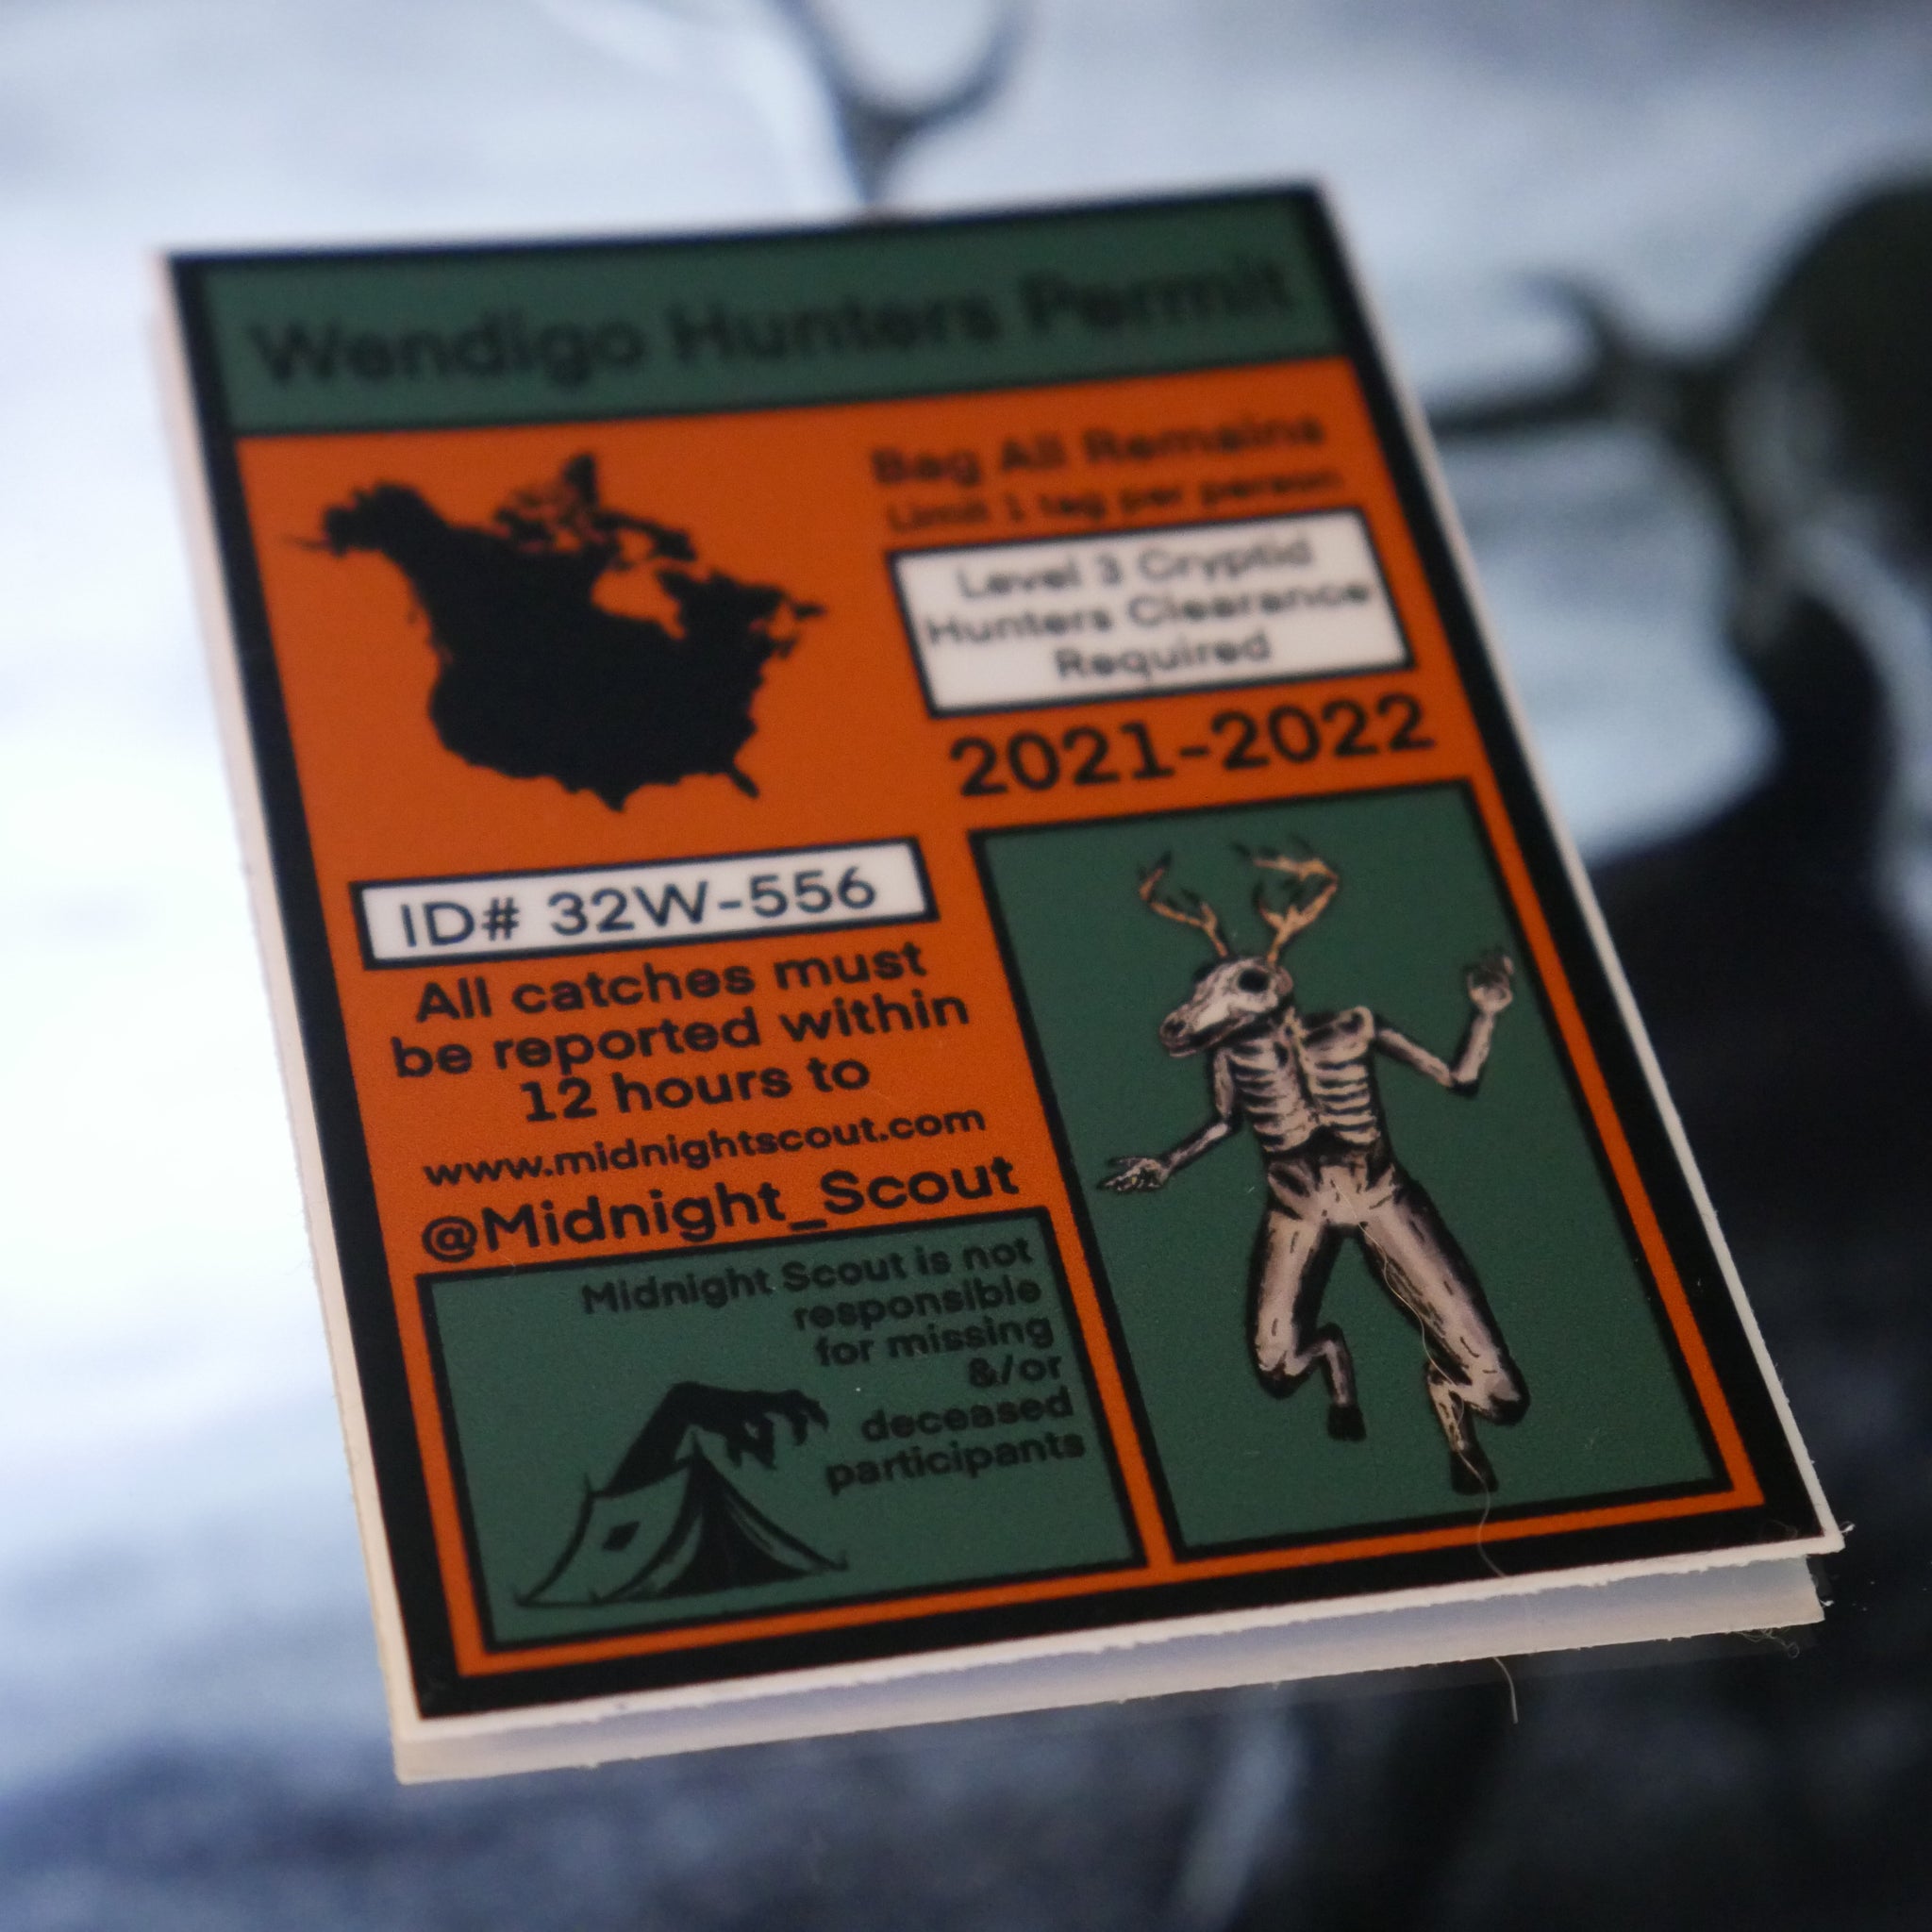 Wendigo Hunters Permit
Bag All Remains
Limit 1 tag per person
Level 3 Cryptid
Hunters Clearance
Required
2021-2022
ID# 32W-556
All catches must
be reported within
12 hours to
www.midnightscout.com
@Midnight_Scout
Midnight Scout is not
responsible
for missing
&/or
deceased
participants